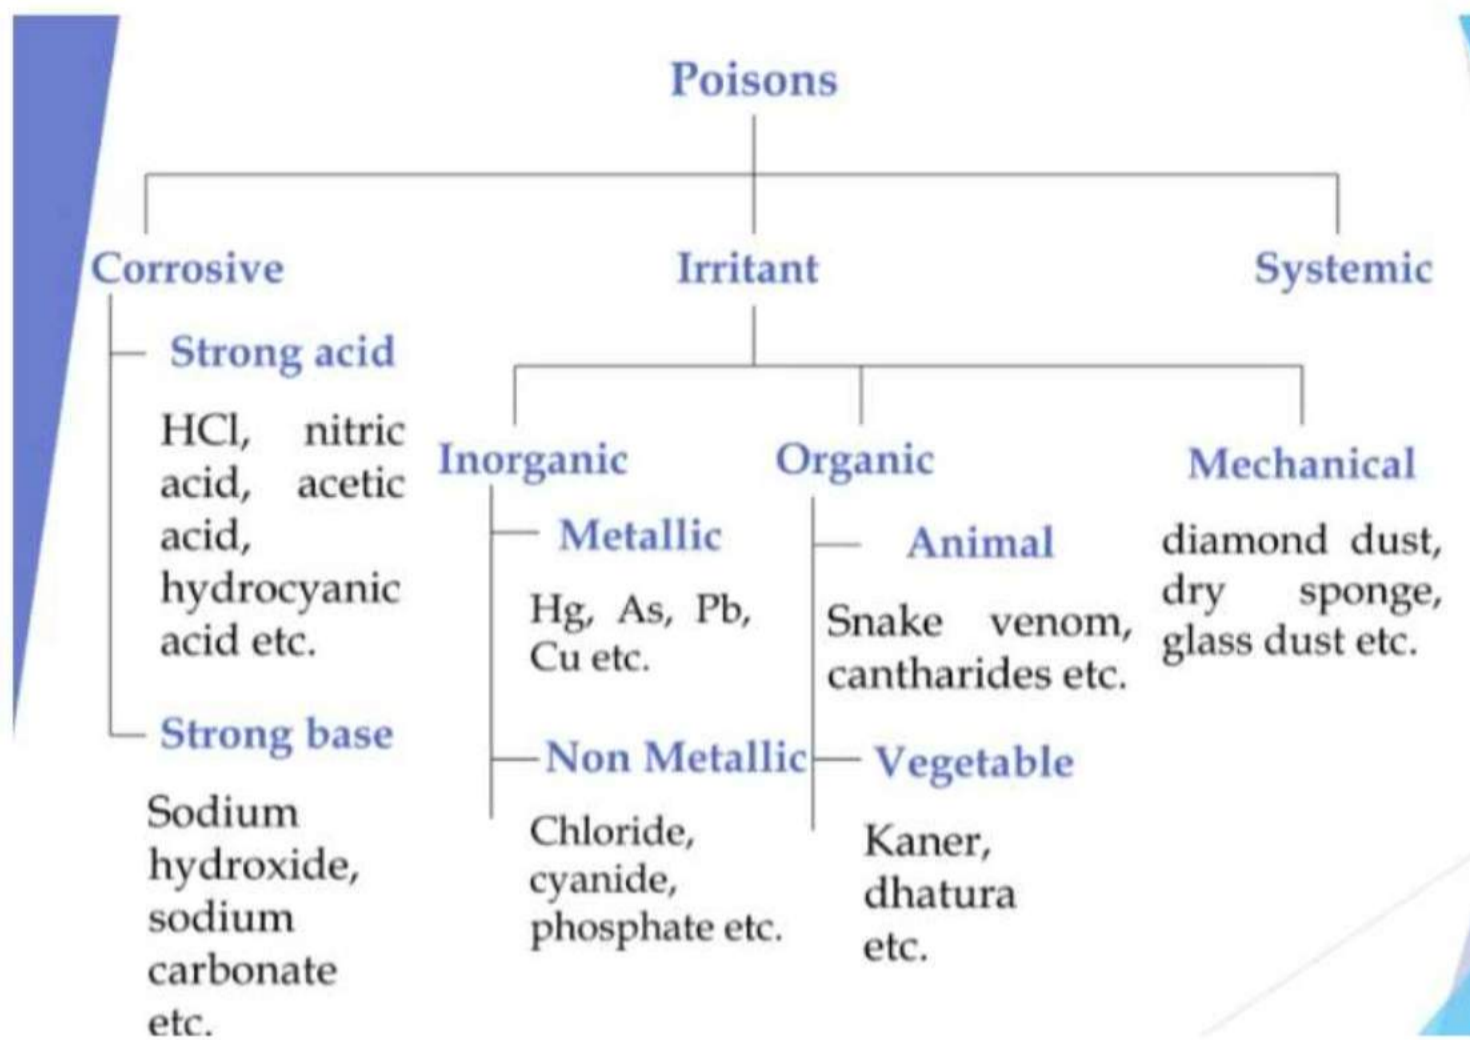 Poisons
Corrosive
Irritant
Systemic
Strong acid
HCl, nitric
acid, acetic
acid,
hydrocyanic
acid etc.
Strong base
Sodium
hydroxide,
sodium
carbonate
etc.
Inorganic
Metallic
Hg, As, Pb,
Cu etc.
Non Metallic
Chloride,
cyanide,
phosphate etc.
Organic
Animal
Snake venom,
cantharides etc.
Vegetable
Kaner,
dhatura
etc.
Mechanical
diamond dust,
dry sponge,
glass dust etc.